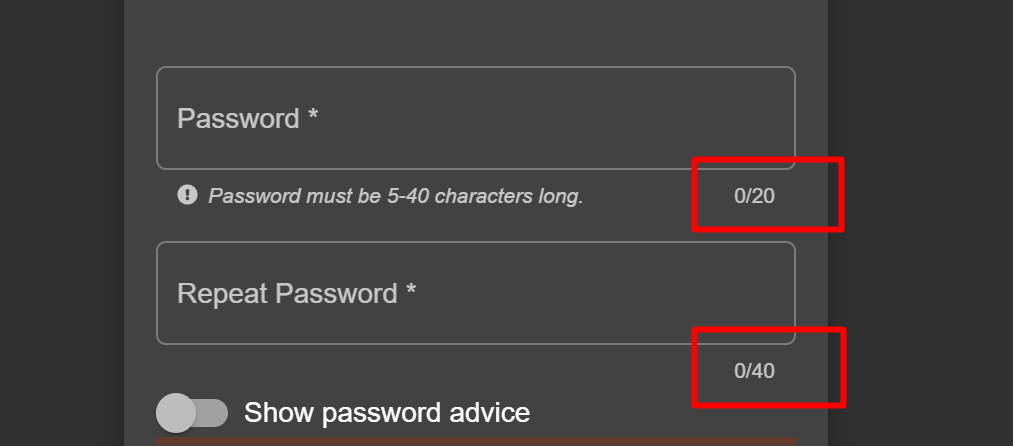 Password *
Password must be 5-40 characters long.
0/20
Repeat Password *
0/40
Show password advice